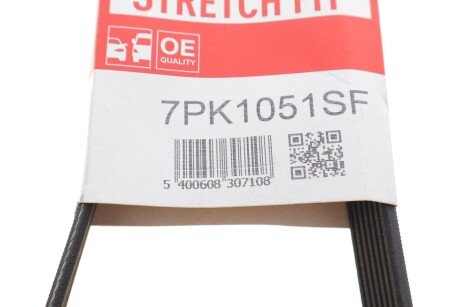 STRETCH FIT
OE
QUALITY
7PK1051SF
5 400608 307108